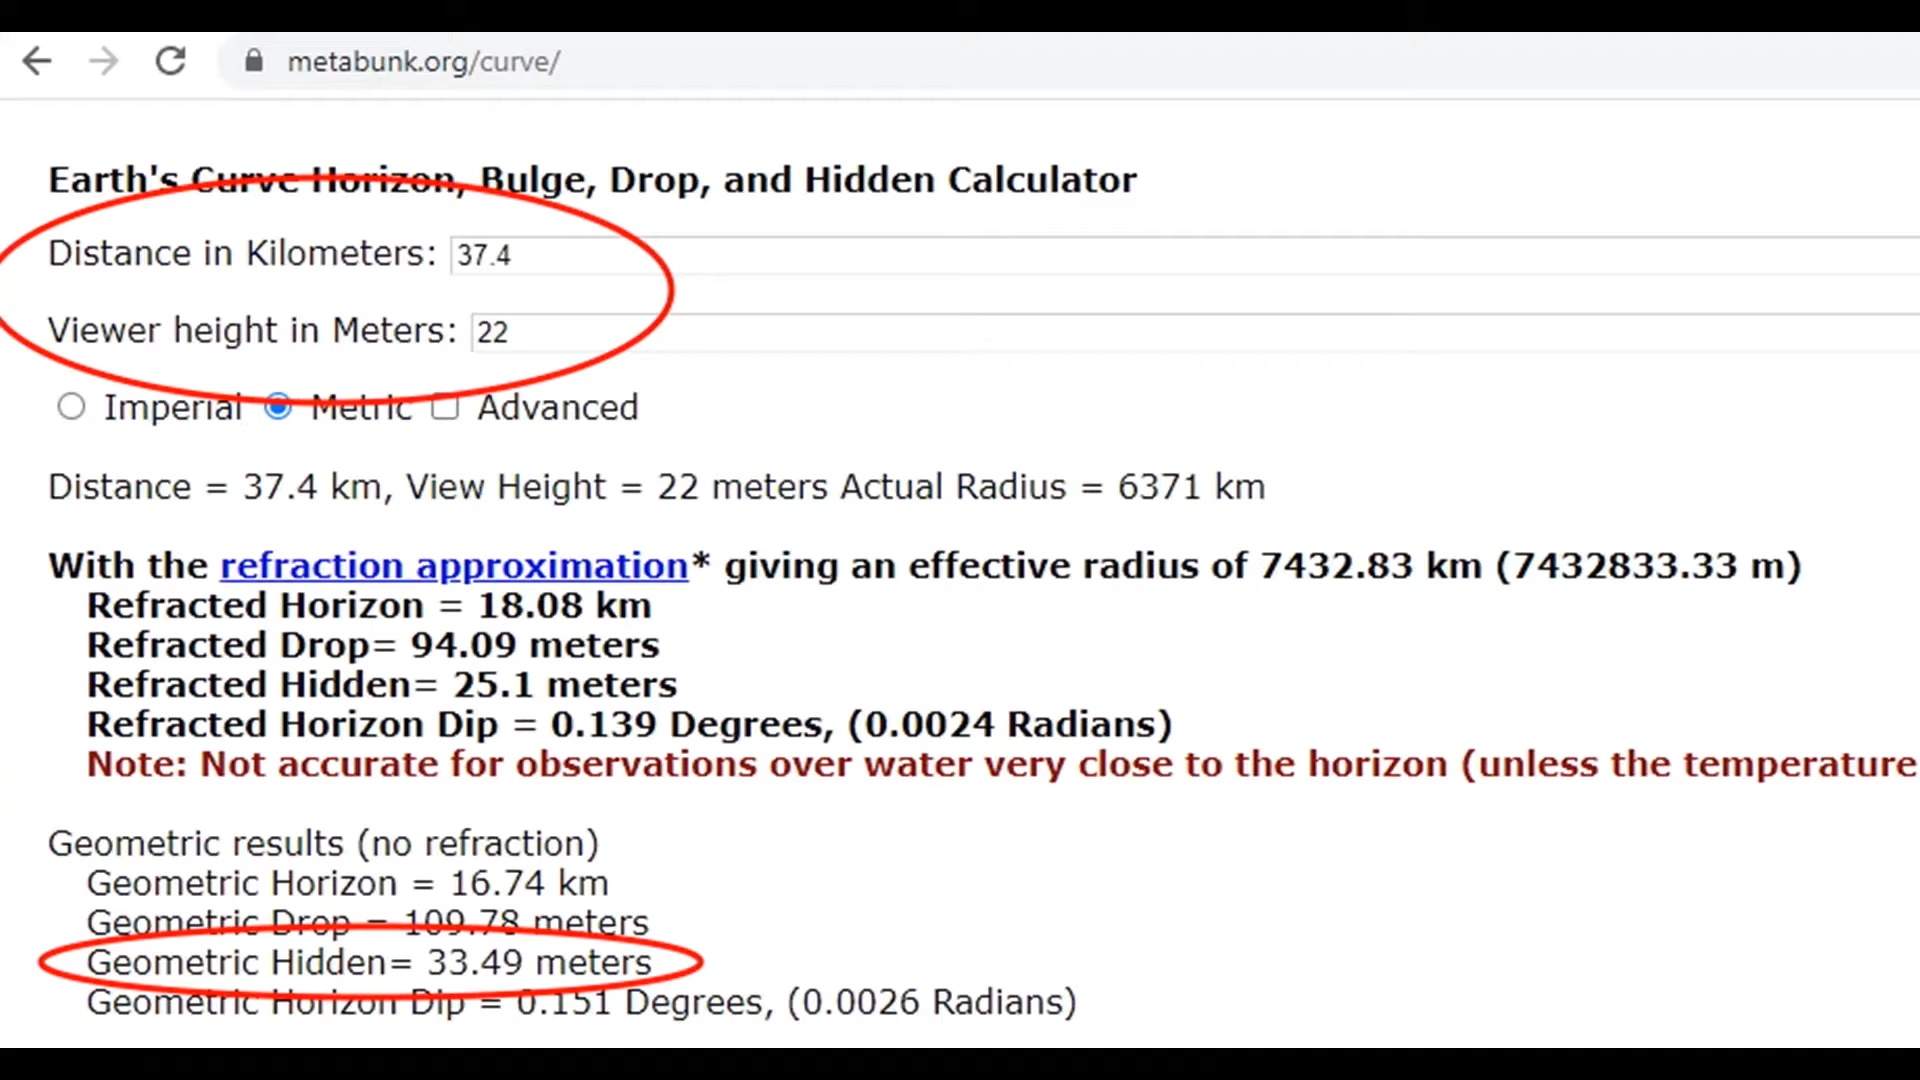 metabunk.org/curve/
Earth's Curve Horizon, Bulge, Drop, and Hidden Calculator
Distance in Kilometers: 37.4
Viewer height in Meters: 22
Imperial Metric Advanced
Distance = 37.4 km, View Height = 22 meters Actual Radius = 6371 km
With the refraction approximation* giving an effective radius of 7432.83 km (7432833.33 m)
Refracted Horizon = 18.08 km
Refracted Drop= 94.09 meters
Refracted Hidden= 25.1 meters
Refracted Horizon Dip = 0.139 Degrees, (0.0024 Radians)
Note: Not accurate for observations over water very close to the horizon (unless the temperature
Geometric results (no refraction)
Geometric Horizon = 16.74 km
Geometric Drop = 109.78 meters
Geometric Hidden= 33.49 meters
Geometric Horizon Dip = 0.151 Degrees, (0.0026 Radians)